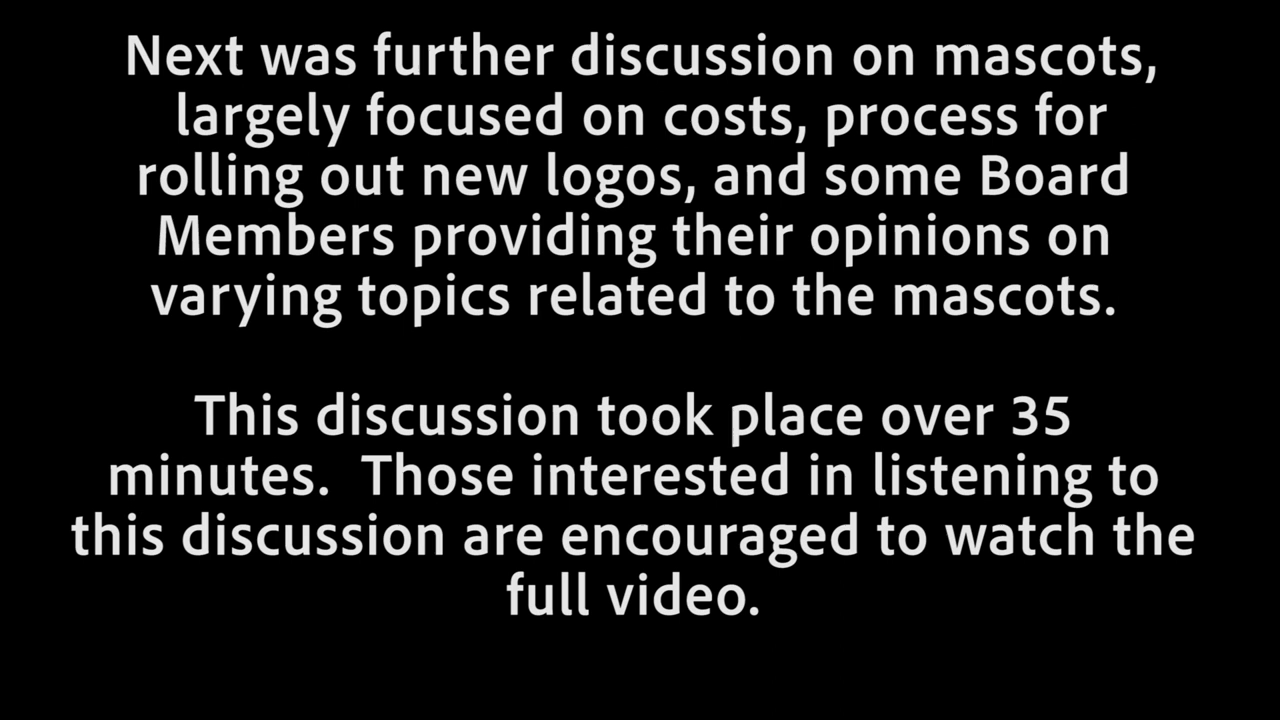 Next was further discussion on mascots,
largely focused on costs, process for
rolling out new logos, and some Board
Members providing their opinions on
varying topics related to the mascots.
This discussion took place over 35
minutes.  Those interested in listening to
this discussion are encouraged to watch the
full video.